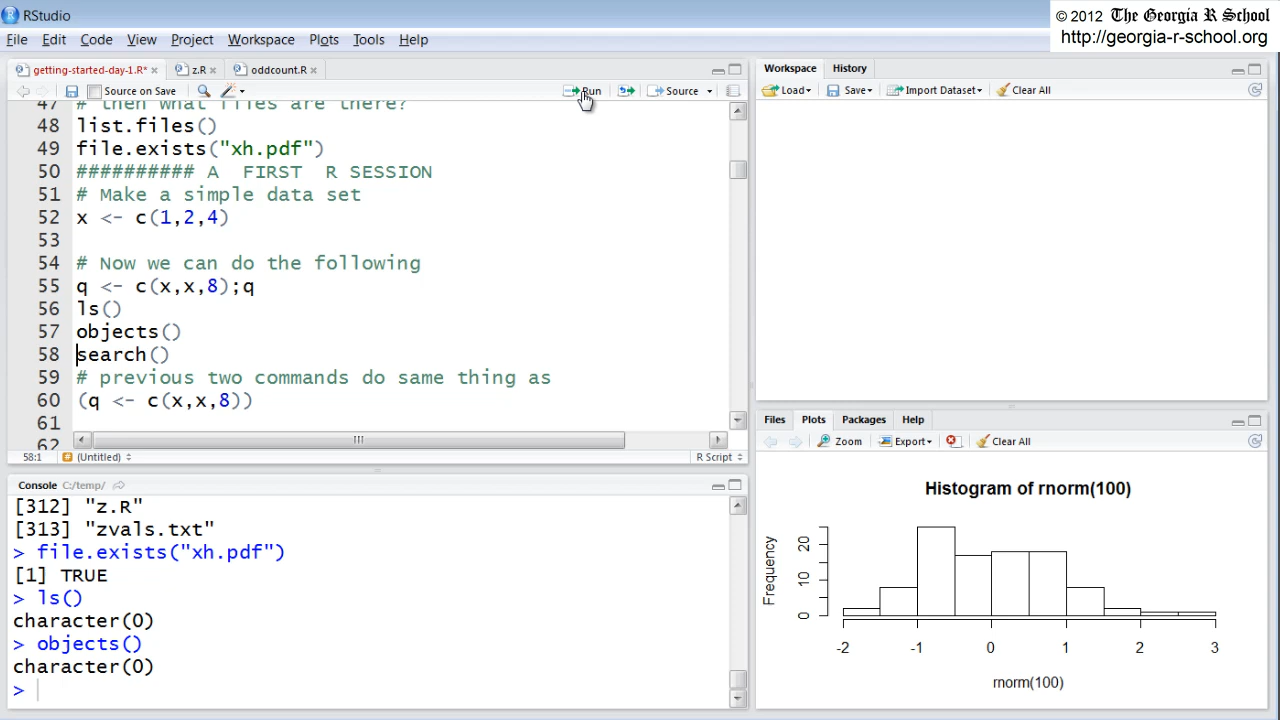 RStudio
© 2012 The Georgia R School
http://georgia-r-school.org
File Edit Code View Project Workspace Plots Tools Help
getting-started-day-1.R* × z.R × oddcount.R ×
Source on Save Run Source
47 # then what files are there?
48 list.files()
49 file.exists("xh.pdf")
50 ########## A FIRST R SESSION
51 # Make a simple data set
52 x <- c(1,2,4)
53
54 # Now we can do the following
55 q <- c(x,x,8);q
56 ls()
57 objects()
58 search()
59 # previous two commands do same thing as
60 (q <- c(x,x,8))
61
62
58:1 (Untitled) R Script
Console C:/temp/
[312] "z.R"
[313] "zvals.txt"
> file.exists("xh.pdf")
[1] TRUE
> ls()
character(0)
> objects()
character(0)
>
Workspace History
Load Save Import Dataset Clear All
Files Plots Packages Help
Zoom Export Clear All
Histogram of rnorm(100)
Frequency
20
10
0
-2 -1 0 1 2 3
rnorm(100)